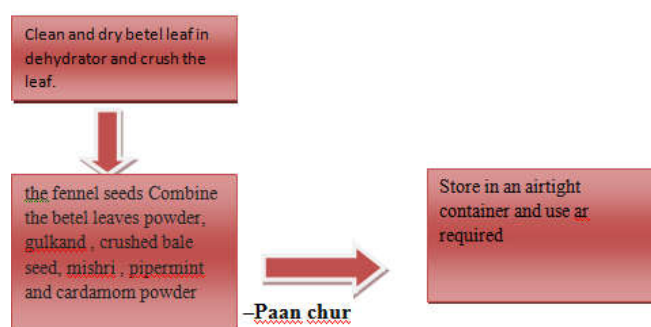 Clean and dry betel leaf in
dehydrator and crush the
leaf.
the fennel seeds Combine
the betel leaves powder,
gulkand , crushed bale
seed, mishri , pipermint
and cardamom powder
–Paan chur
Store in an airtight
container and use ar
required